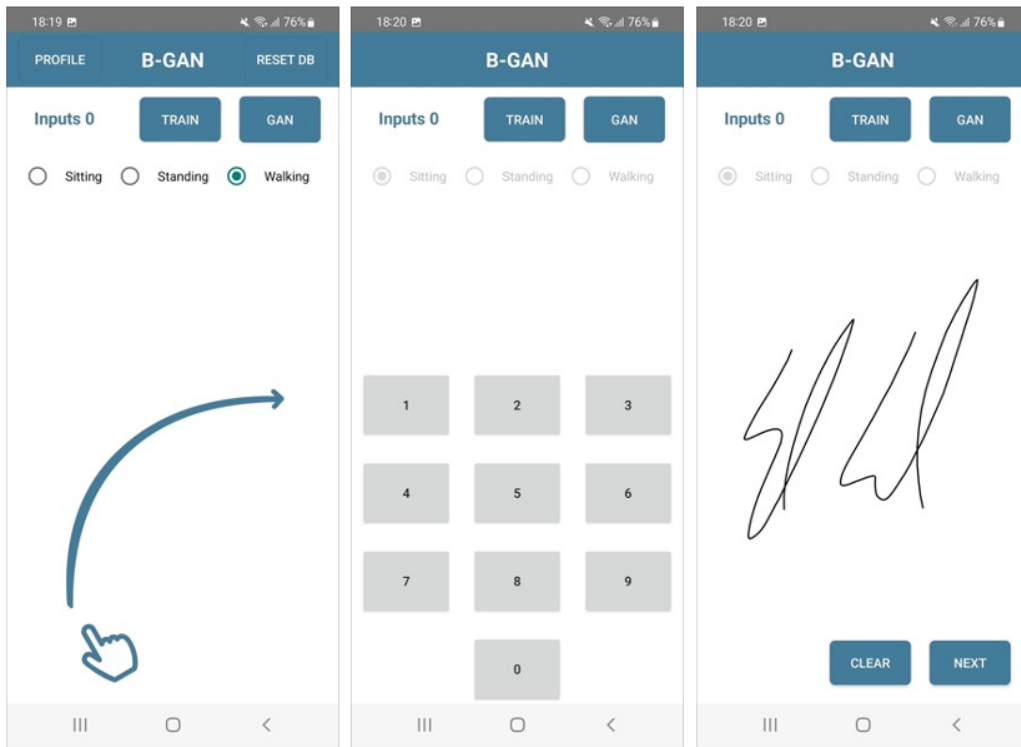 18:19 76%
PROFILE B-GAN RESET DB
Inputs 0 TRAIN GAN
Sitting Standing Walking
18:20 76%
B-GAN
Inputs 0 TRAIN GAN
Sitting Standing Walking
1 2 3
4 5 6
7 8 9
0
18:20 76%
B-GAN
Inputs 0 TRAIN GAN
Sitting Standing Walking
CLEAR NEXT